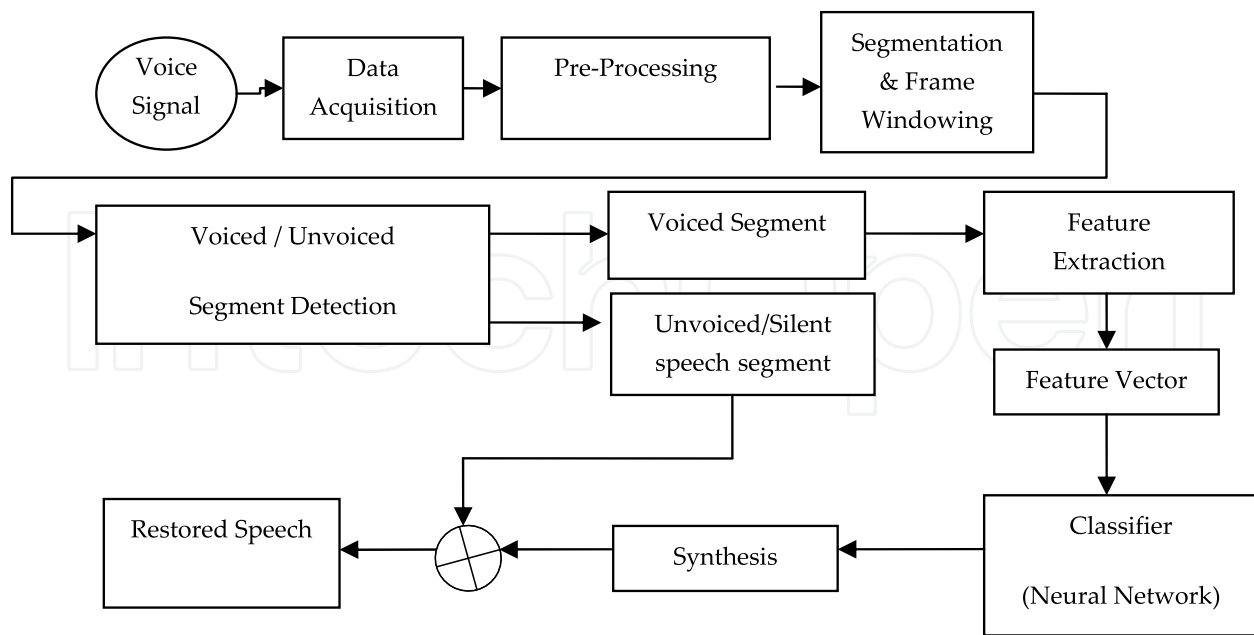 Voice
Signal
Data
Acquisition
Pre-Processing
Segmentation
& Frame
Windowing
Voiced / Unvoiced
Segment Detection
Voiced Segment
Feature
Extraction
Unvoiced/Silent
speech segment
Feature Vector
Restored Speech
Synthesis
Classifier
(Neural Network)
IntechOpen